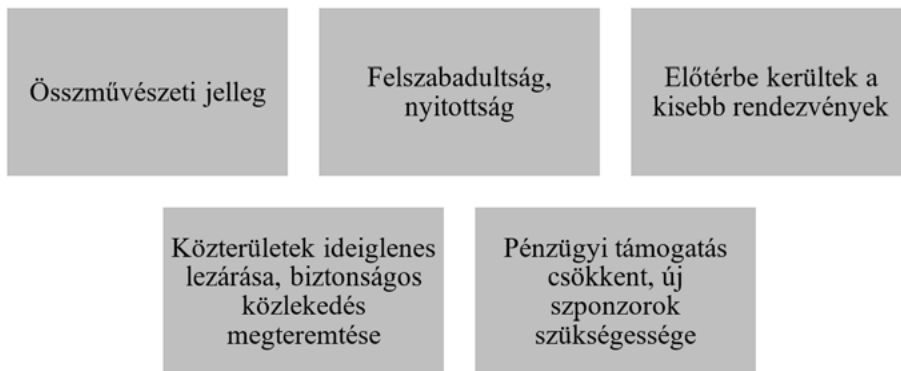 Összművészeti jelleg
Felszabadultság,
nyitottság
Előtérbe kerültek a
kisebb rendezvények
Közterületek ideiglenes
lezárása, biztonságos
közlekedés
megteremtése
Pénzügyi támogatás
csökkent, új
szponzorok
szükségessége